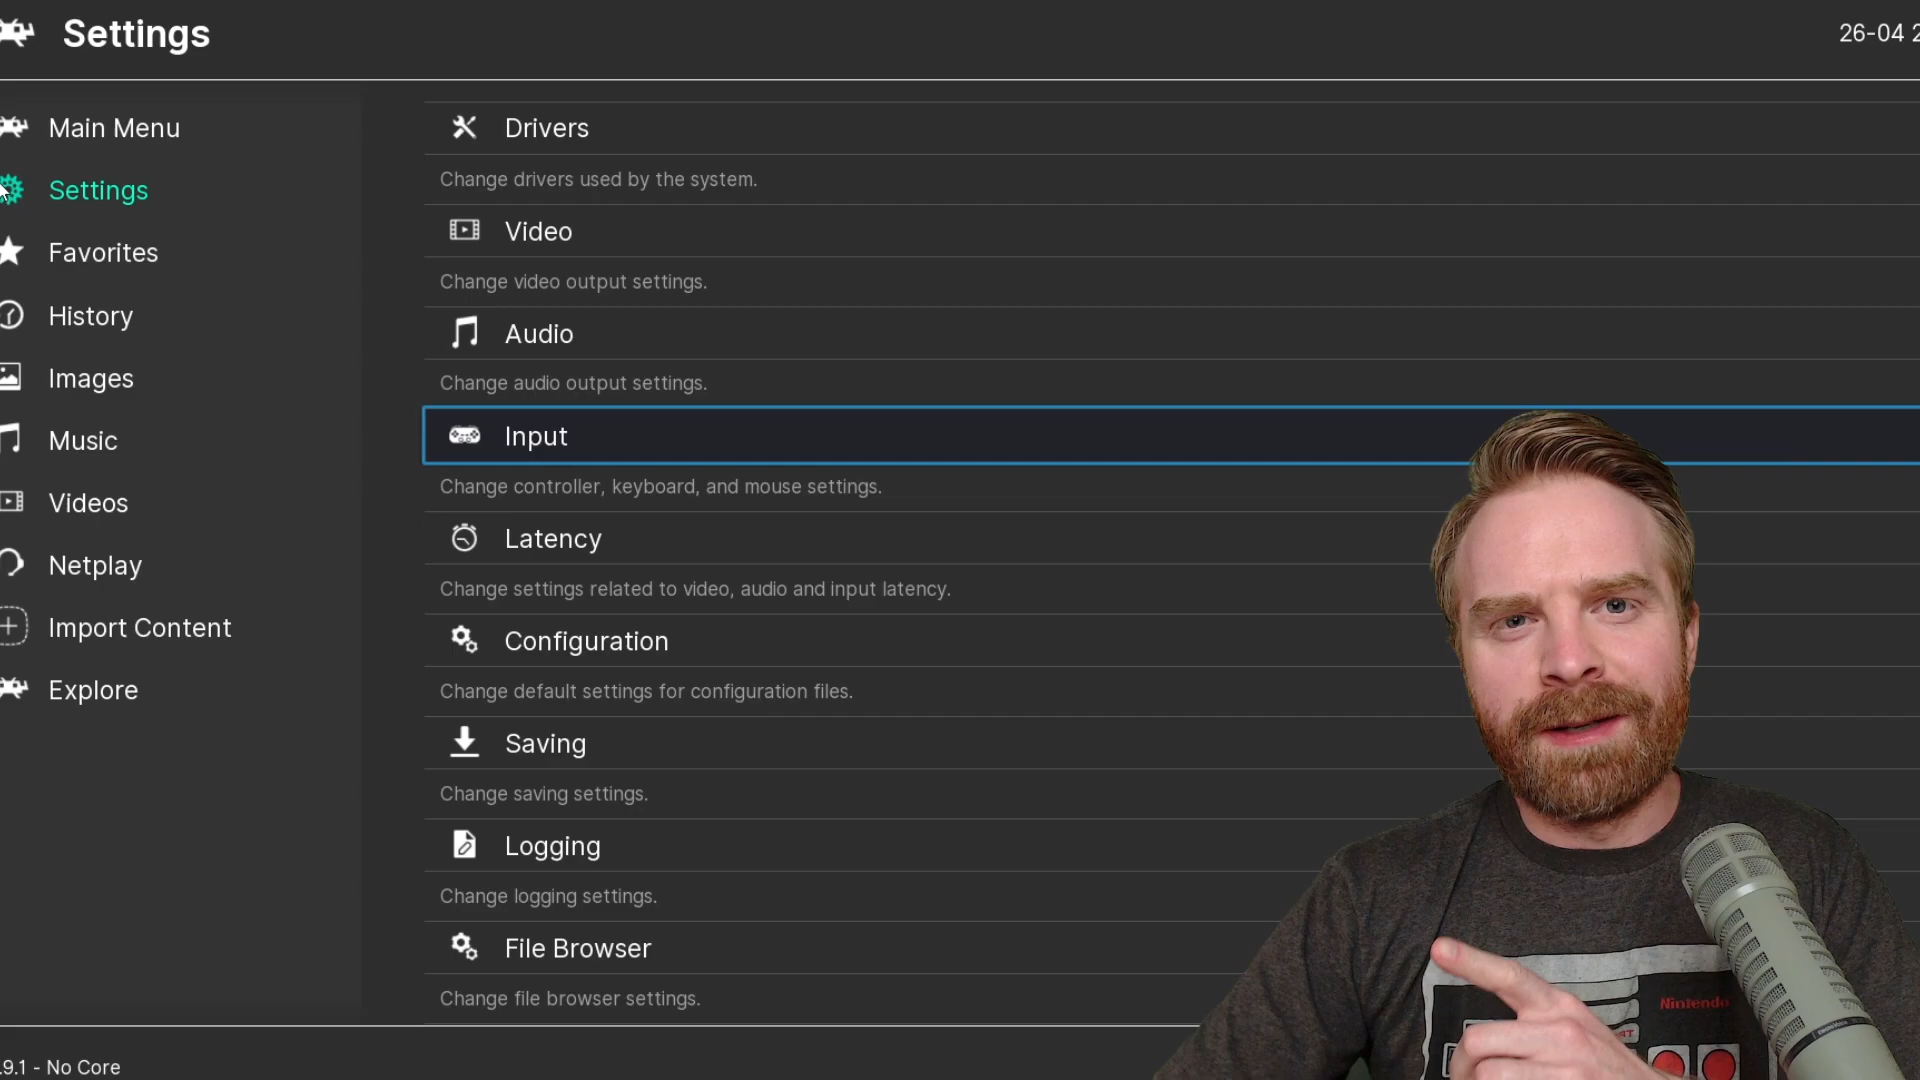 Settings
26-04 2
Main Menu
Settings
Favorites
History
Images
Music
Videos
Netplay
Import Content
Explore
Drivers
Change drivers used by the system.
Video
Change video output settings.
Audio
Change audio output settings.
Input
Change controller, keyboard, and mouse settings.
Latency
Change settings related to video, audio and input latency.
Configuration
Change default settings for configuration files.
Saving
Change saving settings.
Logging
Change logging settings.
File Browser
Change file browser settings.
Nintendo
.9.1 - No Core